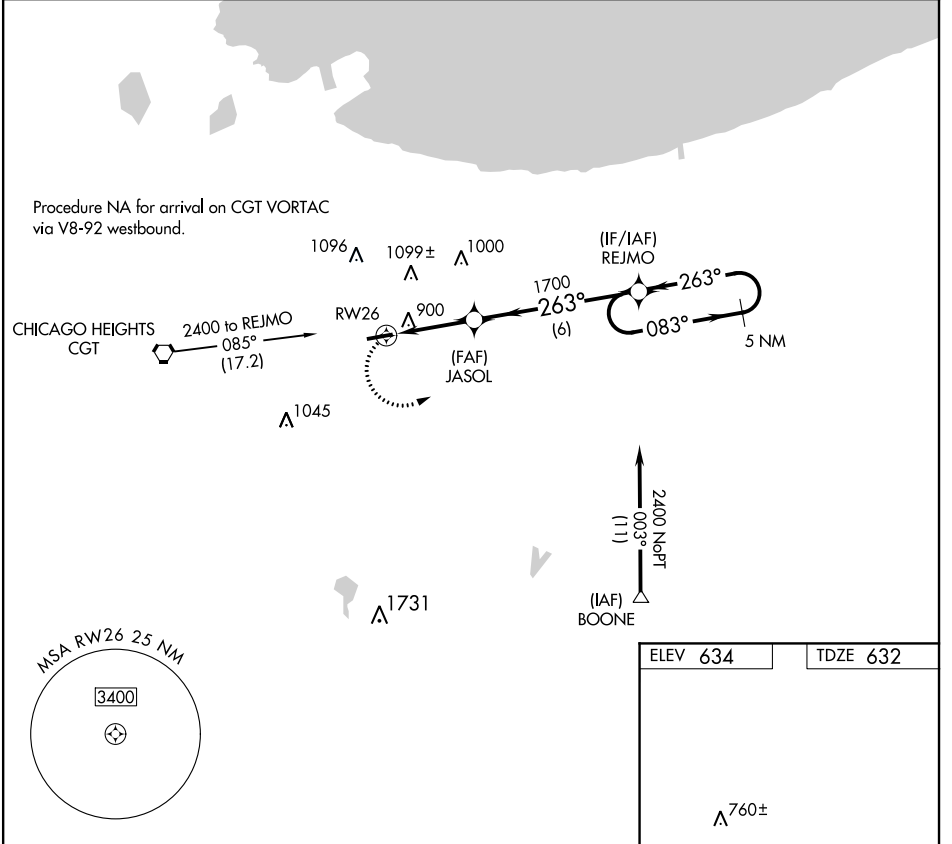 Procedure NA for arrival on CGT VORTAC
via V8-92 westbound.
1096
1099±
1000
(IF/IAF)
REJMO
1700
263°
(6)
263°
083°
5 NM
RW26
900
CHICAGO HEIGHTS
CGT
2400 to REJMO
085°
(17.2)
(FAF)
JASOL
1045
2400 NoPT
003°
(11)
(IAF)
BOONE
1731
MSA RW26 25 NM
3400
ELEV 634
TDZE 632
760±